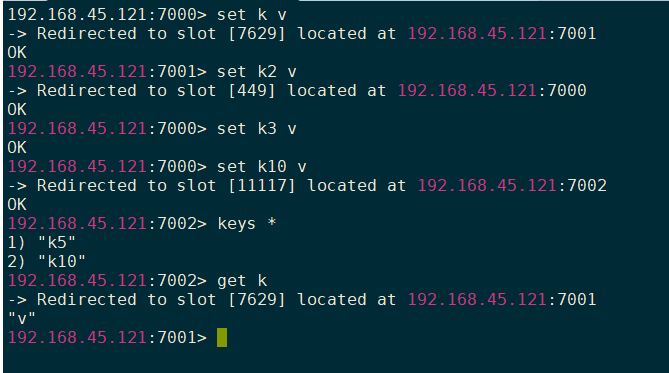 192.168.45.121:7000> set k v
-> Redirected to slot [7629] located at 192.168.45.121:7001
OK
192.168.45.121:7001> set k2 v
-> Redirected to slot [449] located at 192.168.45.121:7000
OK
192.168.45.121:7000> set k3 v
OK
192.168.45.121:7000> set k10 v
-> Redirected to slot [11117] located at 192.168.45.121:7002
OK
192.168.45.121:7002> keys *
1) "k5"
2) "k10"
192.168.45.121:7002> get k
-> Redirected to slot [7629] located at 192.168.45.121:7001
"v"
192.168.45.121:7001>